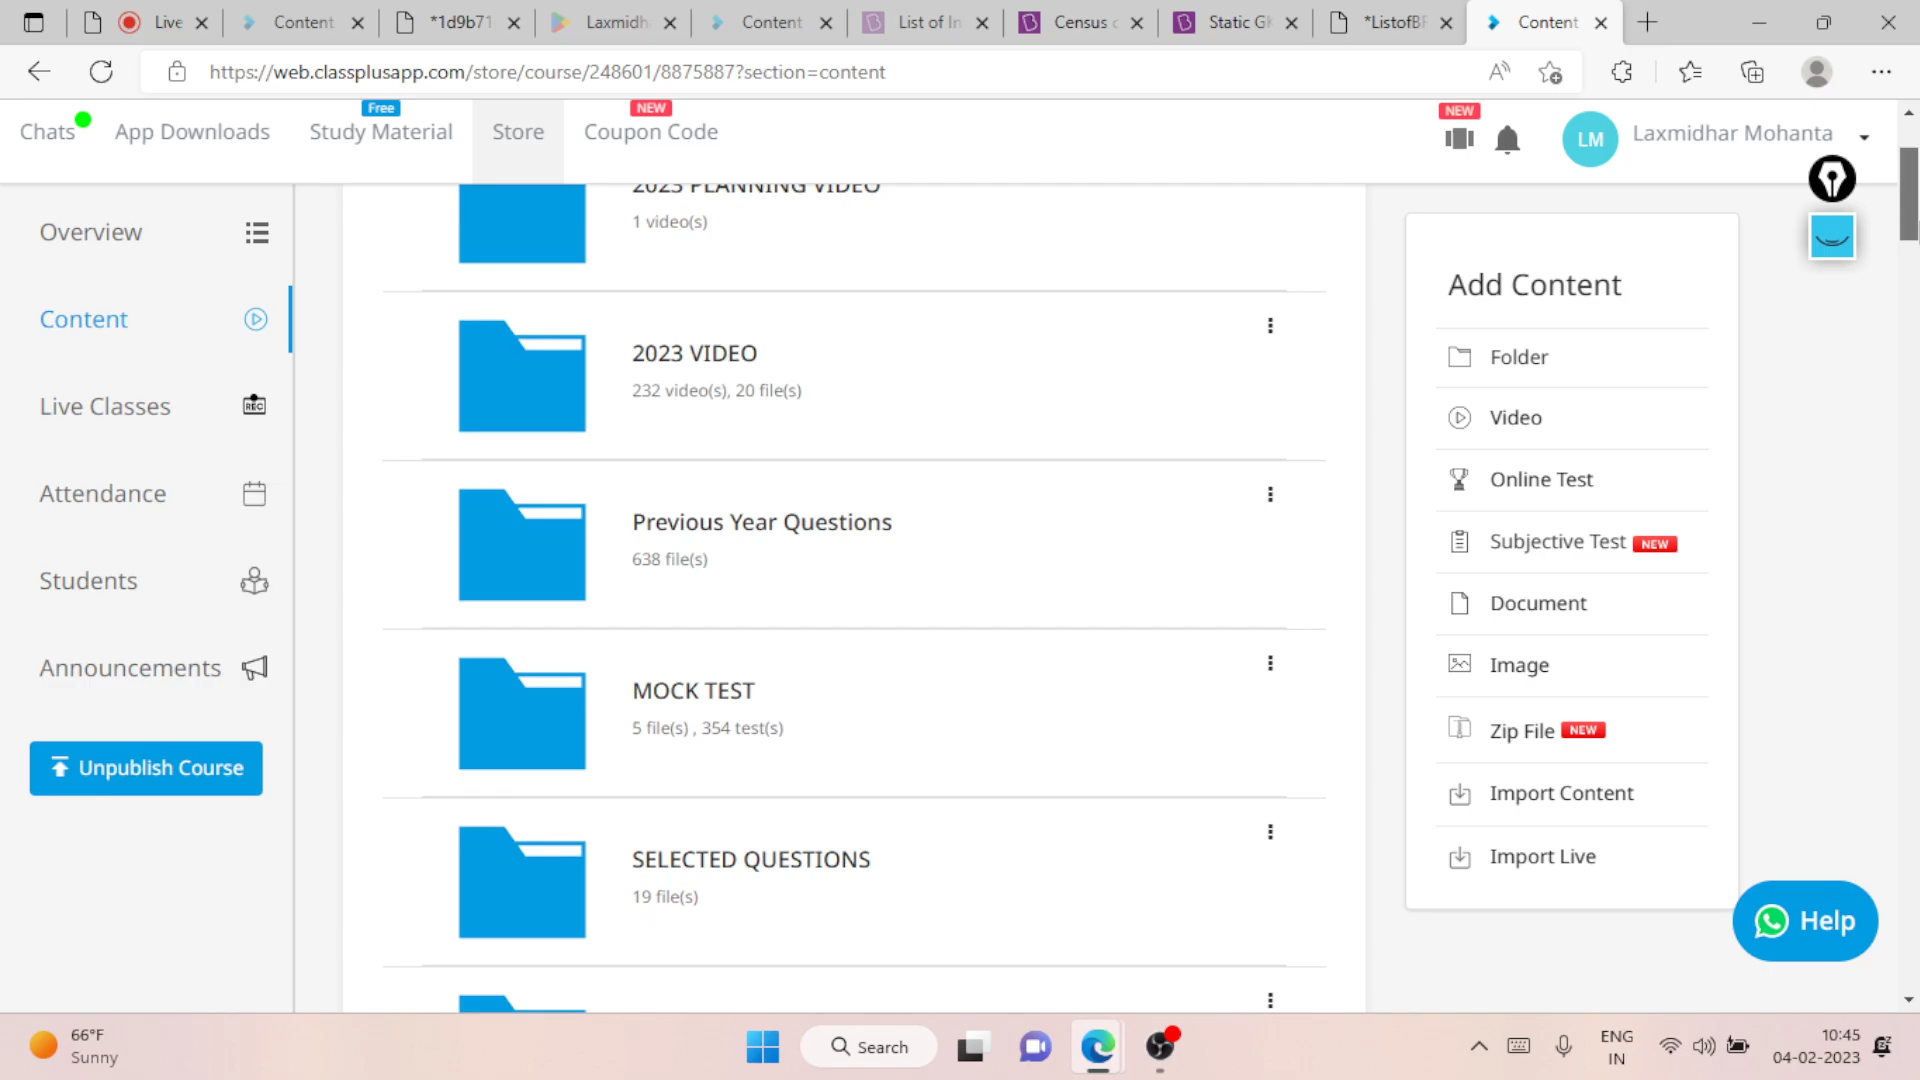 Live
Content
*1d9b71
Laxmidh
Content
List of In
Census c
Static G
*ListofBF
Content
https://web.classplusapp.com/store/course/248601/8875887?section=content
Chats
App Downloads
Free
Study Material
Store
NEW
Coupon Code
NEW
LM
Laxmidhar Mohanta
Overview
Content
Live Classes
REC
Attendance
Students
Announcements
Unpublish Course
2023 PLANNING VIDEO
1 video(s)
2023 VIDEO
232 video(s), 20 file(s)
Previous Year Questions
638 file(s)
MOCK TEST
5 file(s) , 354 test(s)
SELECTED QUESTIONS
19 file(s)
Add Content
Folder
Video
Online Test
Subjective Test NEW
Document
Image
Zip File NEW
Import Content
Import Live
Help
66°F
Sunny
Search
ENG
IN
10:45
04-02-2023